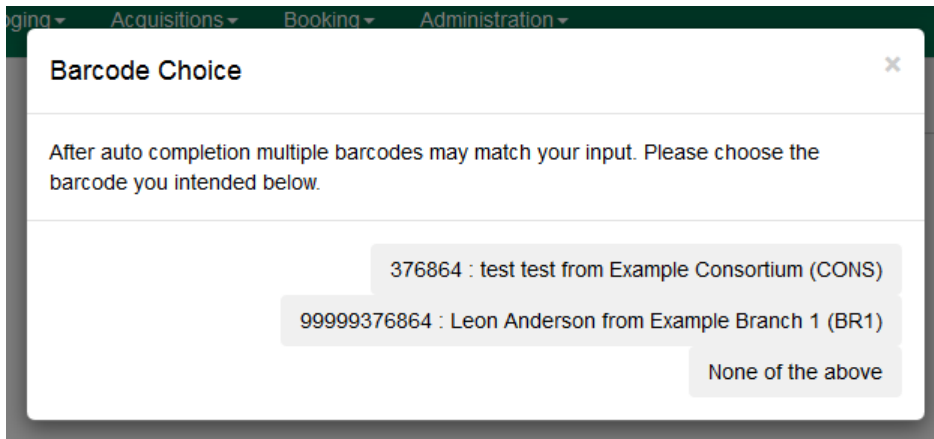 ging Acquisitions Booking Administration
Barcode Choice ×
After auto completion multiple barcodes may match your input. Please choose the
barcode you intended below.
376864 : test test from Example Consortium (CONS)
99999376864 : Leon Anderson from Example Branch 1 (BR1)
None of the above